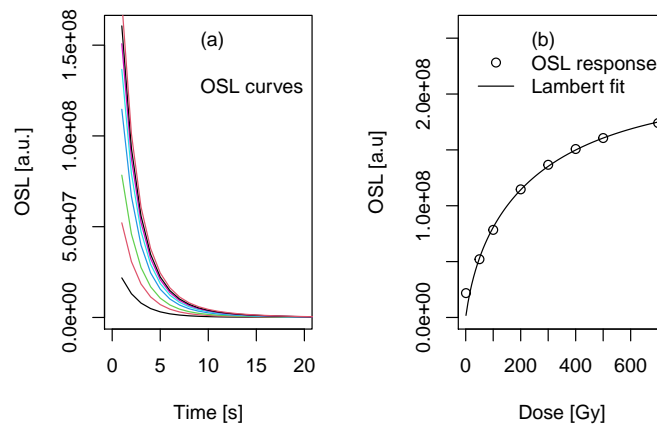 (a)
OSL curves
OSL [a.u.]
0.0e+00
5.0e+07
1.0e+08
1.5e+08
0 5 10 15 20
Time [s]
(b)
OSL response
Lambert fit
OSL [a.u]
0.0e+00
1.0e+08
2.0e+08
0 200 400 600
Dose [Gy]